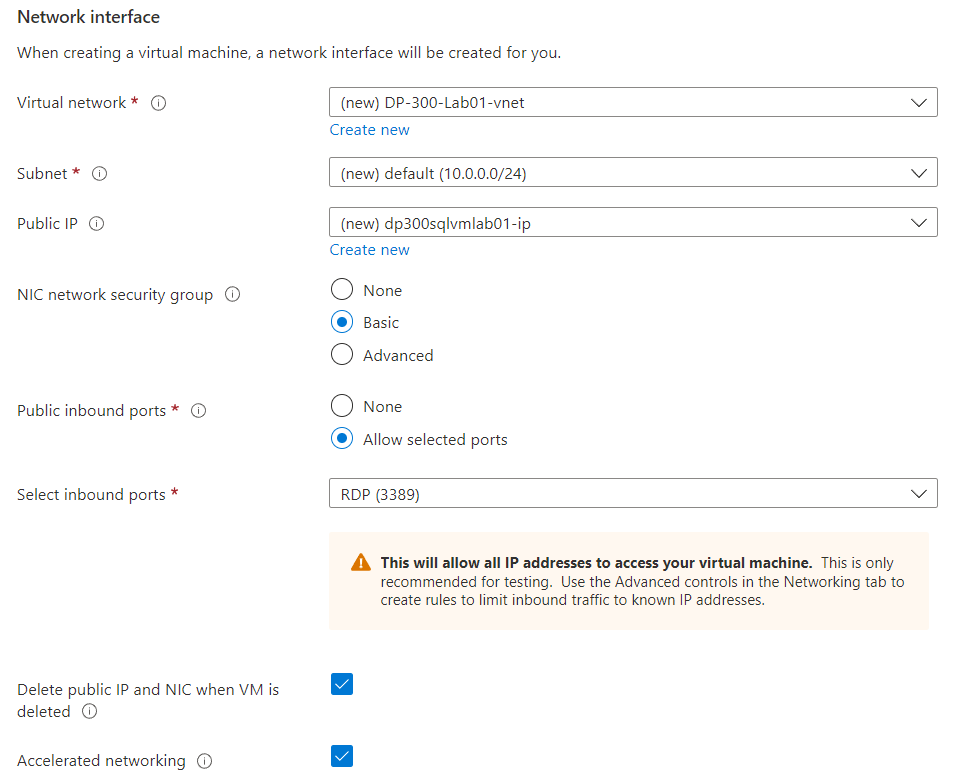 Network interface
When creating a virtual machine, a network interface will be created for you.
Virtual network *
(new) DP-300-Lab01-vnet
Create new
Subnet *
(new) default (10.0.0.0/24)
Public IP
(new) dp300sqlvmlab01-ip
Create new
NIC network security group
None
Basic
Advanced
Public inbound ports *
None
Allow selected ports
Select inbound ports *
RDP (3389)
This will allow all IP addresses to access your virtual machine. This is only
recommended for testing. Use the Advanced controls in the Networking tab to
create rules to limit inbound traffic to known IP addresses.
Delete public IP and NIC when VM is
deleted
Accelerated networking